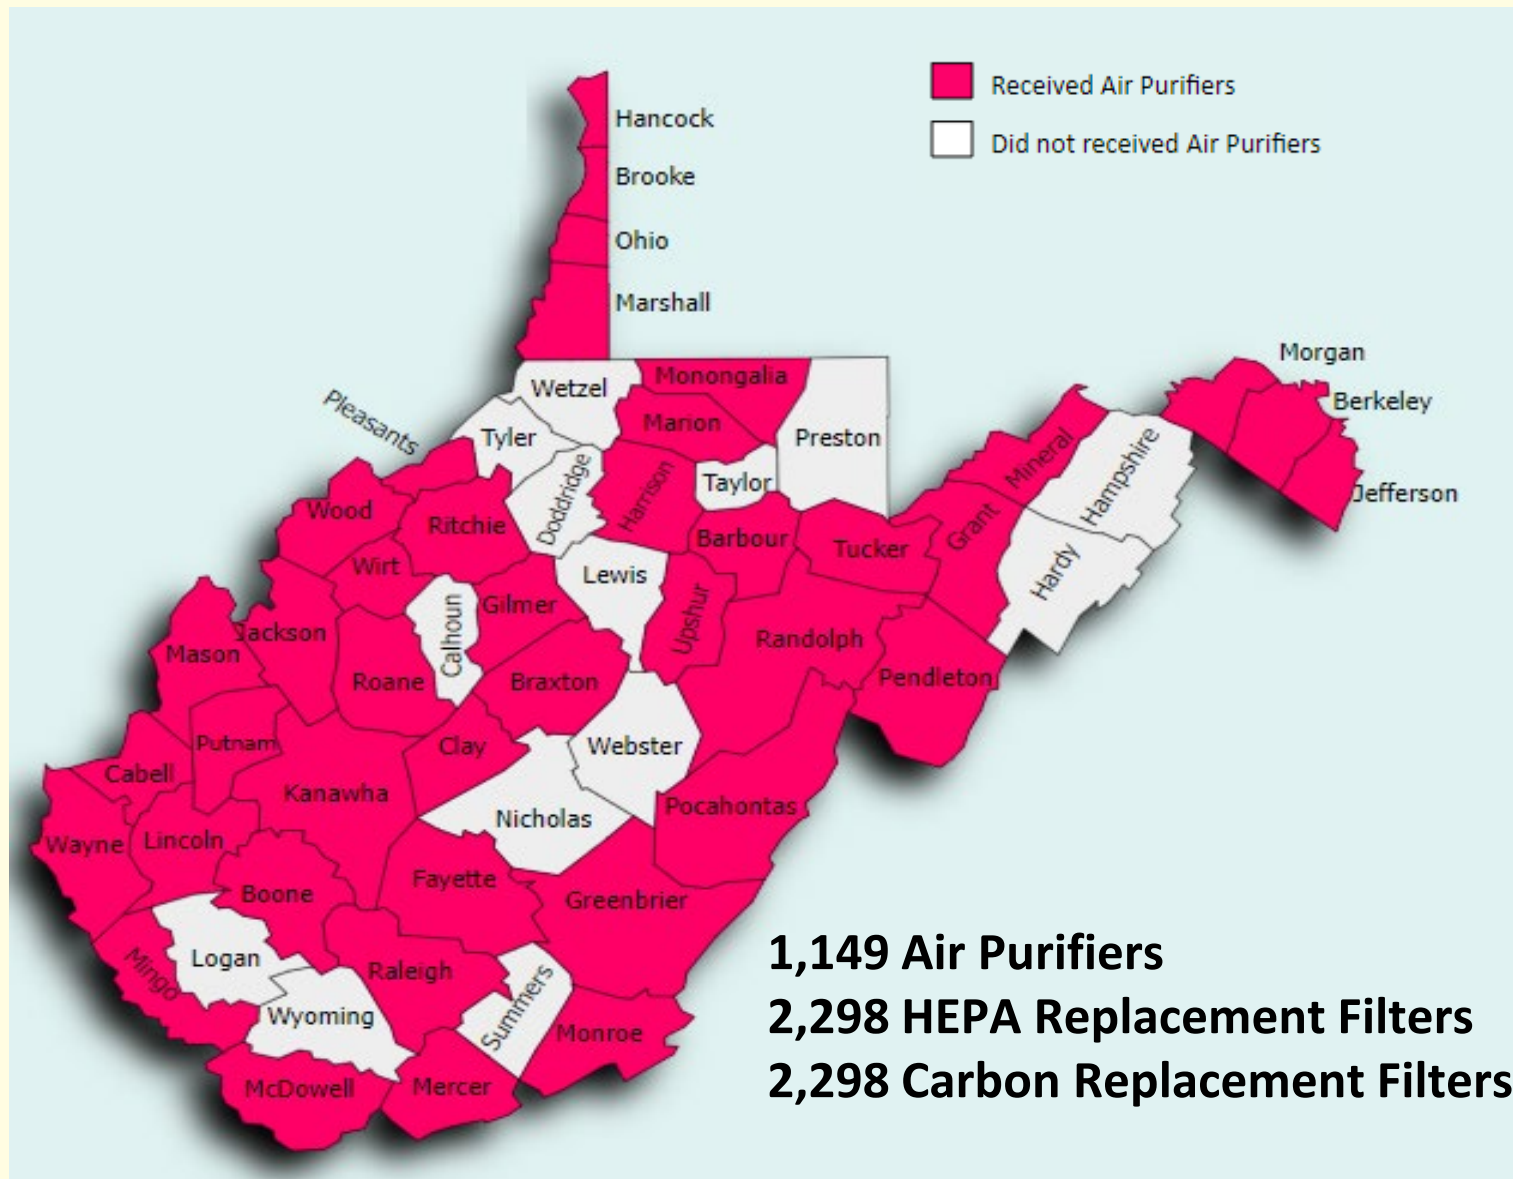 Received Air Purifiers
Did not received Air Purifiers
Hancock
Brooke
Ohio
Marshall
Morgan
Berkeley
Jefferson
Pleasants
Wetzel
Monongalia
Marion
Tyler
Preston
Doddridge
Harrison
Taylor
Mineral
Hampshire
Wood
Ritchie
Barbour
Tucker
Grant
Hardy
Wirt
Calhoun
Gilmer
Lewis
Upshur
Randolph
Jackson
Mason
Roane
Braxton
Pendleton
Putnam
Clay
Webster
Cabell
Kanawha
Nicholas
Pocahontas
Wayne
Lincoln
Boone
Fayette
Greenbrier
Logan
Mingo
Raleigh
Summers
Wyoming
Monroe
McDowell
Mercer
1,149 Air Purifiers
2,298 HEPA Replacement Filters
2,298 Carbon Replacement Filters